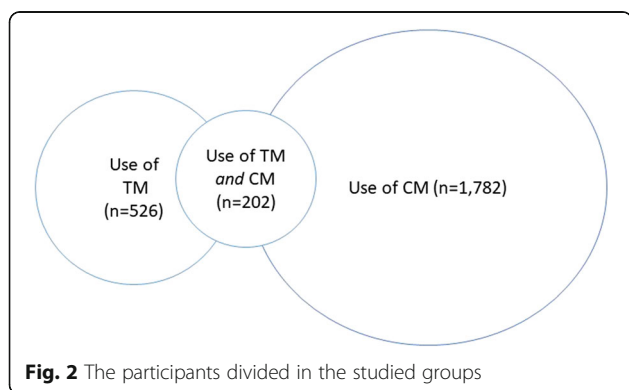 Use of
TM
(n=526)
Use of TM
and CM
(n=202)
Use of CM (n=1,782)
Fig. 2 The participants divided in the studied groups